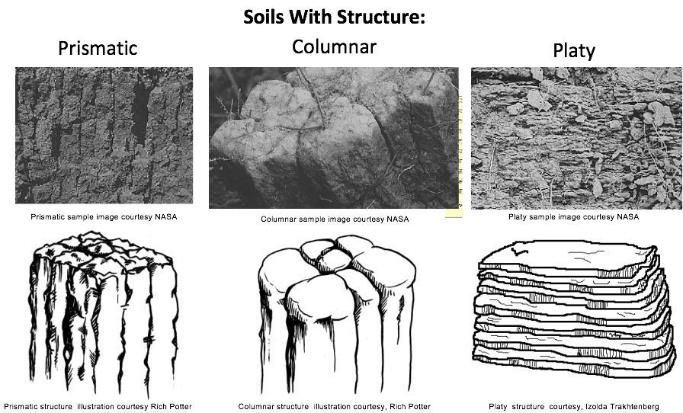 Soils With Structure:
Prismatic
Columnar
Platy
Prismatic sample image courtesy NASA
Columnar sample image courtesy NASA
Platy sample image courtesy NASA
Prismatic structure illustration courtesy Rich Potter
Columnar structure illustration courtesy, Rich Potter
Platy structure courtesy, Izolda Trakhtenberg